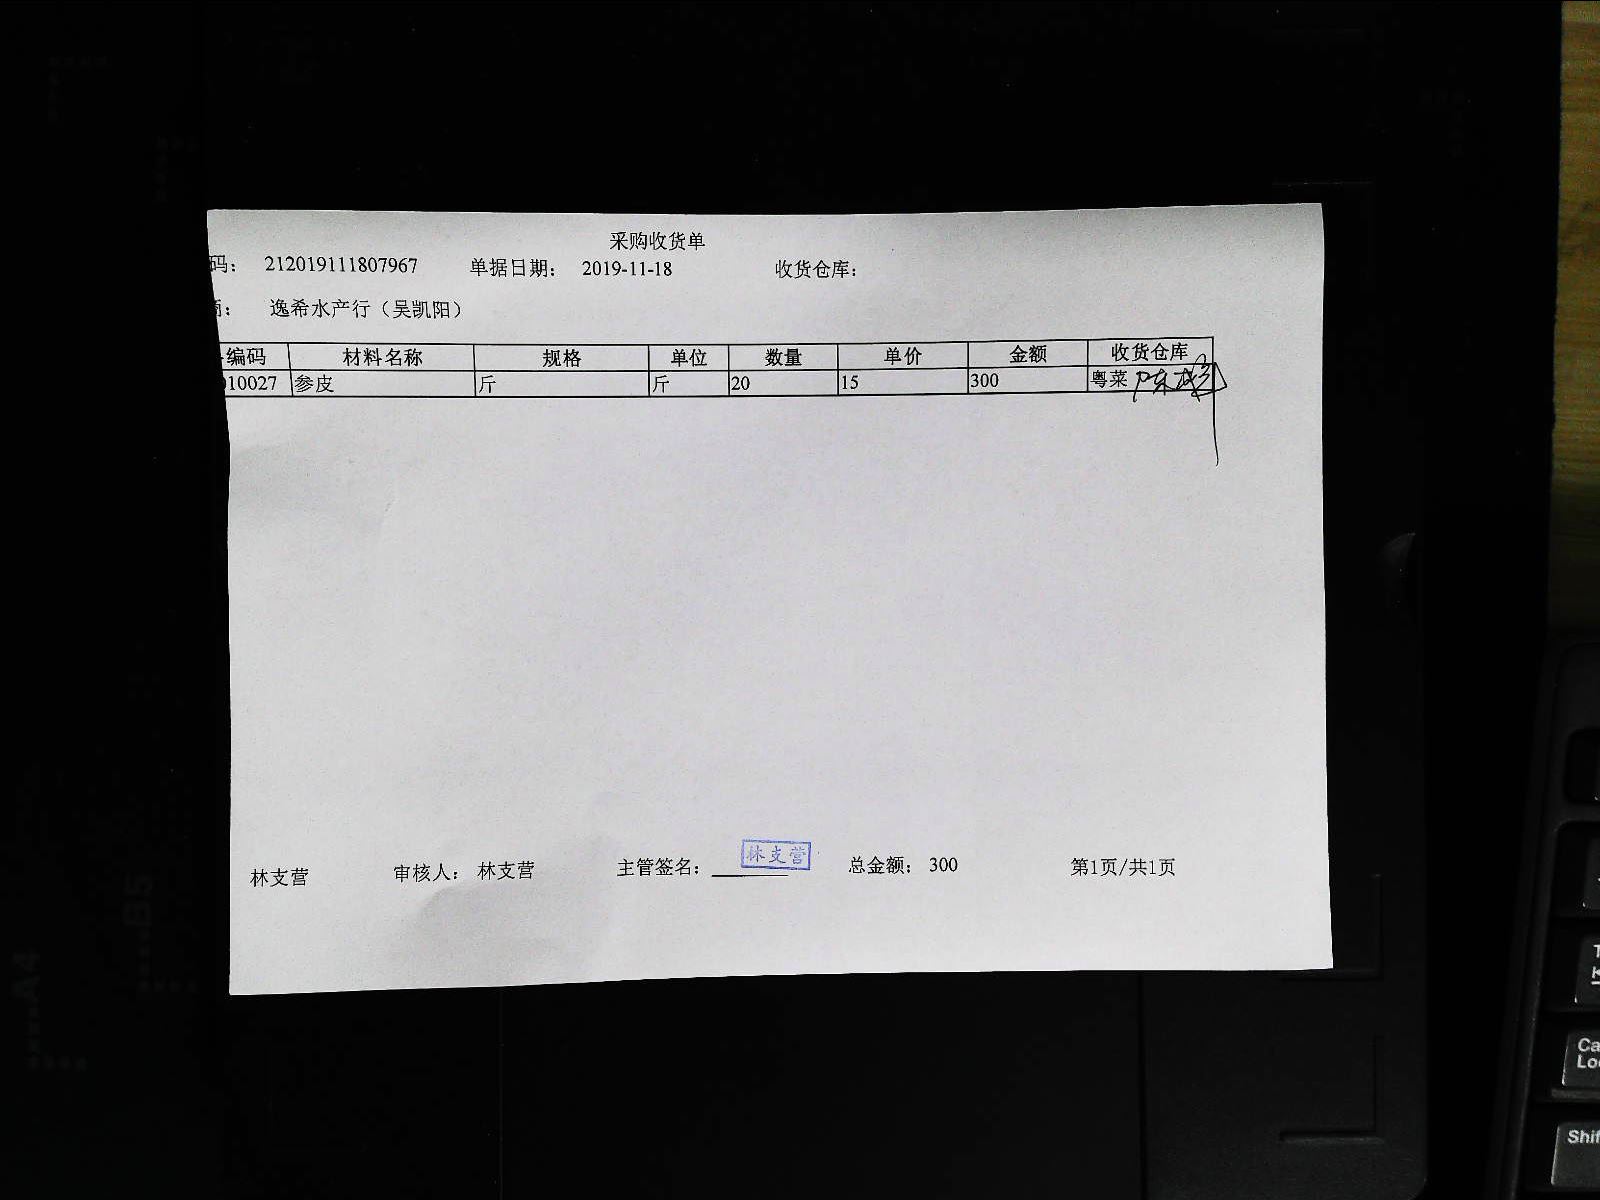 采购收货单
码： 212019111807967 单据日期： 2019-11-18 收货仓库：
商： 逸希水产行（吴凯阳）
编码 材料名称 规格 单位 数量 单价 金额 收货仓库
010027 参皮 斤 斤 20 15 300 粤菜
林支营
林支营 审核人： 林支营 主管签名： 总金额： 300 第1页/共1页
B5
A4
Shif